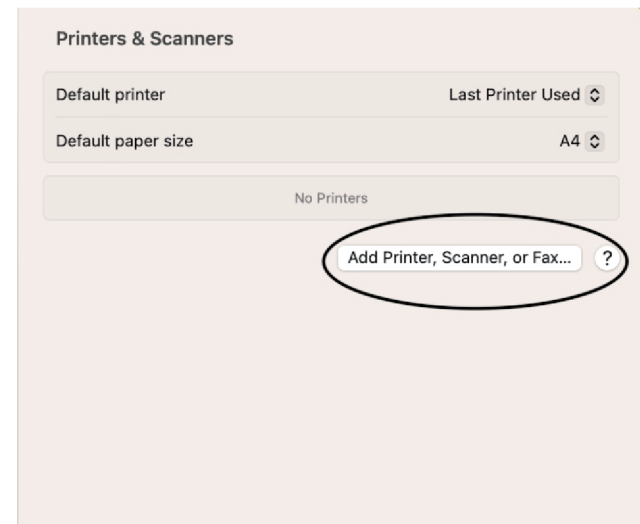 Printers & Scanners
Default printer Last Printer Used
Default paper size A4
No Printers
Add Printer, Scanner, or Fax... ?